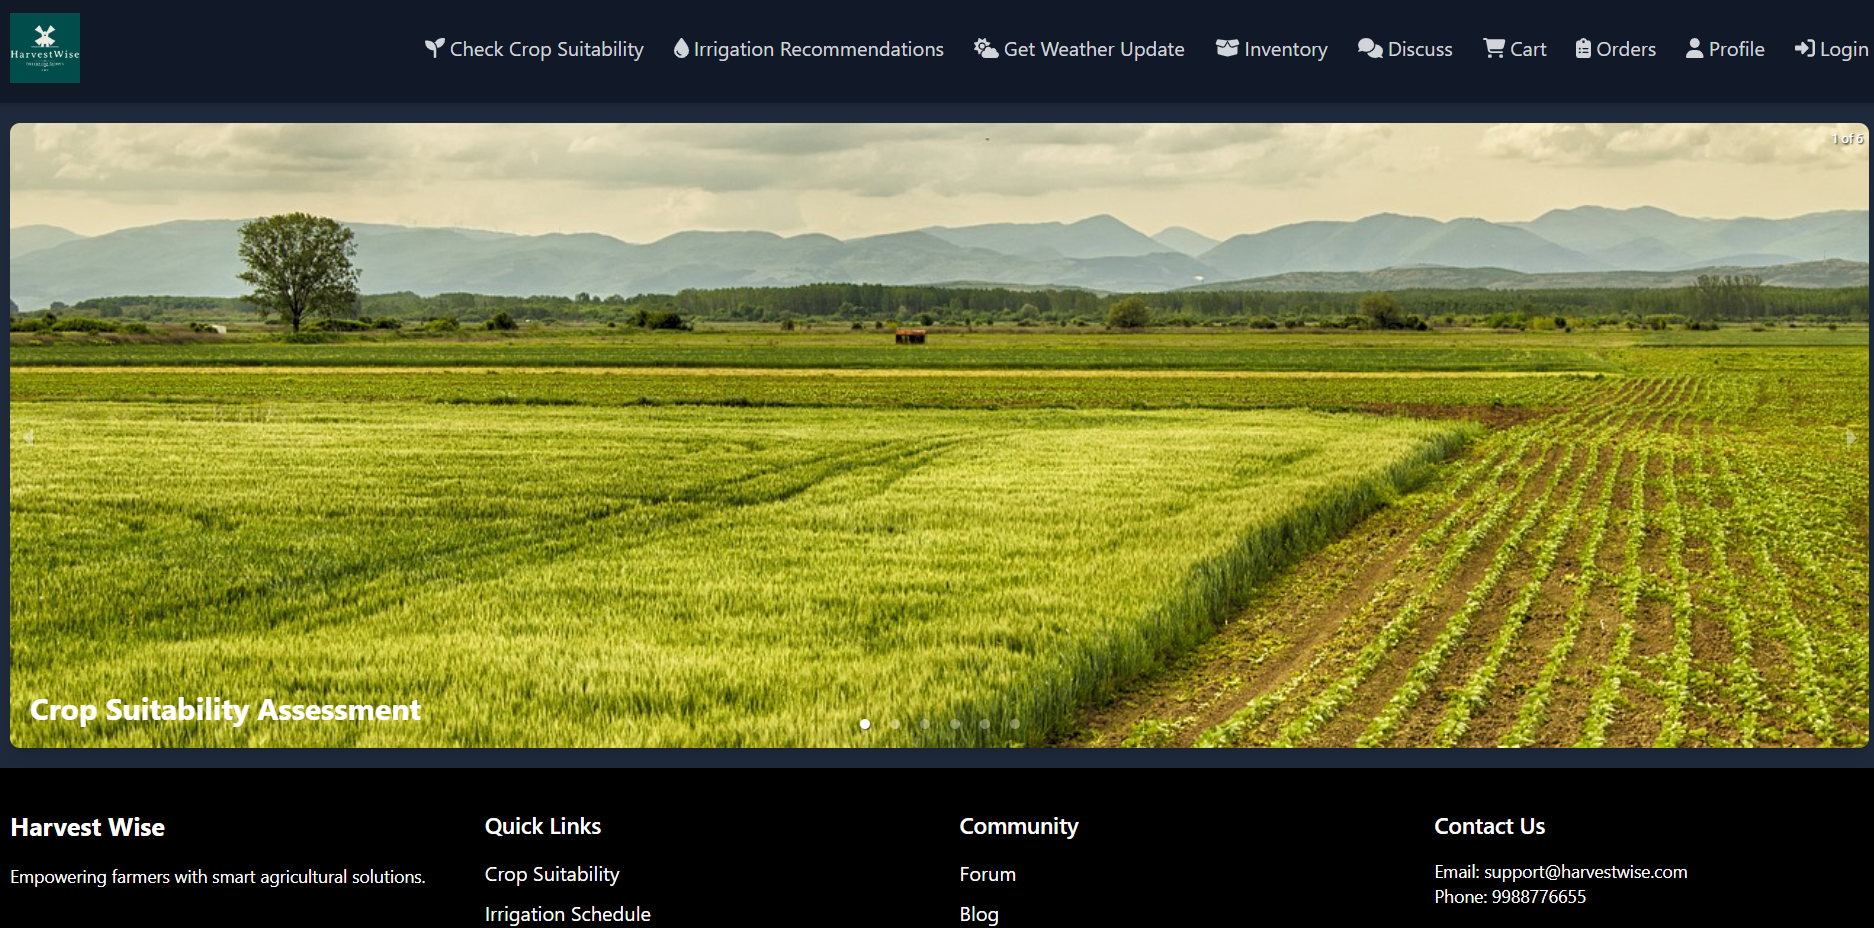 HarvestWise
Check Crop Suitability
Irrigation Recommendations
Get Weather Update
Inventory
Discuss
Cart
Orders
Profile
Login
1 of 6
Crop Suitability Assessment
Harvest Wise
Empowering farmers with smart agricultural solutions.
Quick Links
Crop Suitability
Irrigation Schedule
Community
Forum
Blog
Contact Us
Email: support@harvestwise.com
Phone: 9988776655